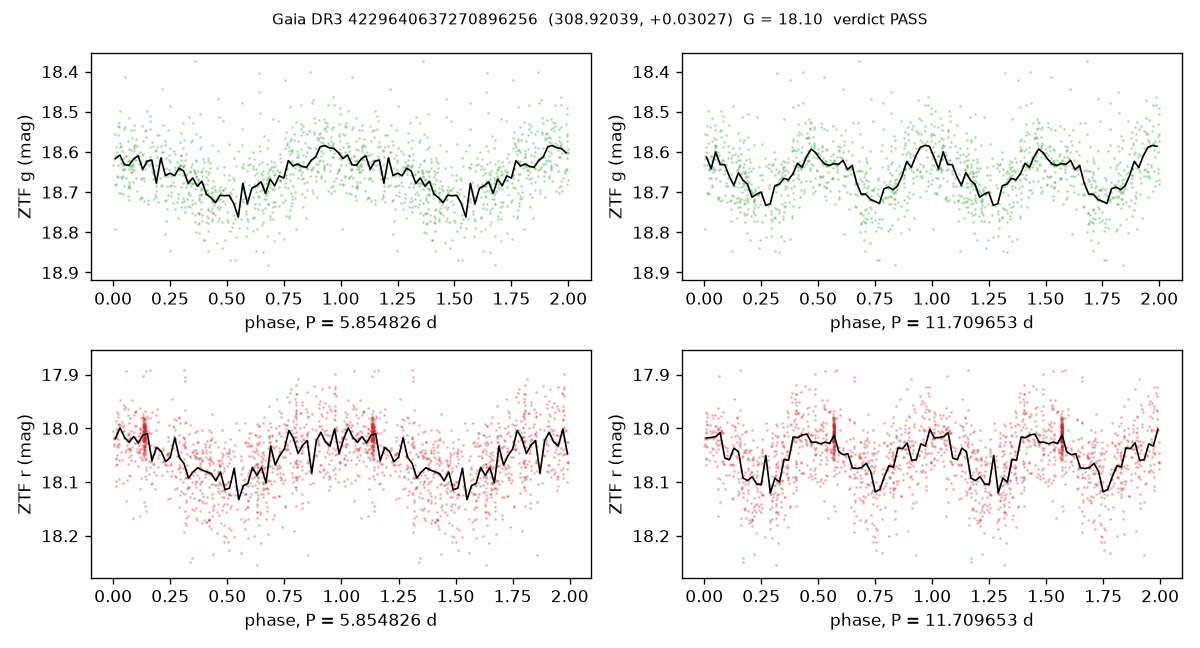 Gaia DR3 4229640637270896256  (308.92039, +0.03027)  G = 18.10  verdict PASS
ZTF g (mag)
18.4
18.5
18.6
18.7
18.8
18.9
0.00 0.25 0.50 0.75 1.00 1.25 1.50 1.75 2.00
phase, P = 5.854826 d
ZTF g (mag)
18.4
18.5
18.6
18.7
18.8
18.9
0.00 0.25 0.50 0.75 1.00 1.25 1.50 1.75 2.00
phase, P = 11.709653 d
ZTF r (mag)
17.9
18.0
18.1
18.2
0.00 0.25 0.50 0.75 1.00 1.25 1.50 1.75 2.00
phase, P = 5.854826 d
ZTF r (mag)
17.9
18.0
18.1
18.2
0.00 0.25 0.50 0.75 1.00 1.25 1.50 1.75 2.00
phase, P = 11.709653 d